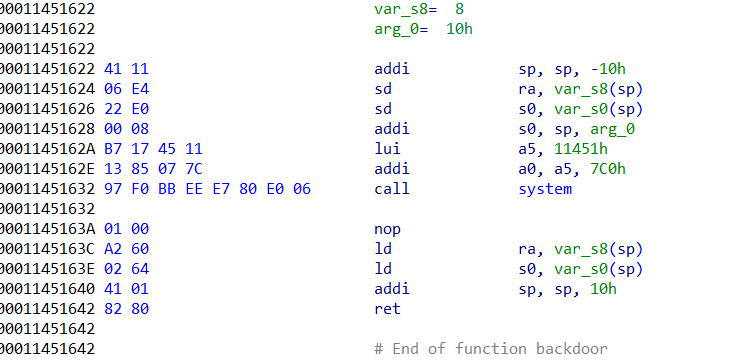 00011451622 var_s8= 8
00011451622 arg_0= 10h
00011451622
00011451622 41 11 addi sp, sp, -10h
00011451624 06 E4 sd ra, var_s8(sp)
00011451626 22 E0 sd s0, var_s0(sp)
00011451628 00 08 addi s0, sp, arg_0
0001145162A B7 17 45 11 lui a5, 11451h
0001145162E 13 85 07 7C addi a0, a5, 7C0h
00011451632 97 F0 BB EE E7 80 E0 06 call system
00011451632
0001145163A 01 00 nop
0001145163C A2 60 ld ra, var_s8(sp)
0001145163E 02 64 ld s0, var_s0(sp)
00011451640 41 01 addi sp, sp, 10h
00011451642 82 80 ret
00011451642
00011451642 # End of function backdoor